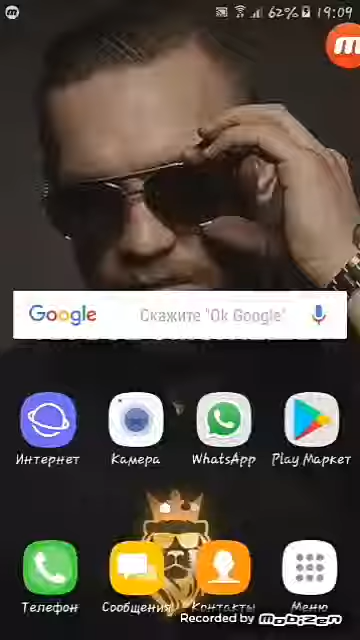 62% 19:09
Google Скажите "Ok Google"
Интернет Камера WhatsApp Play Маркет
Телефон Сообщения Контакты Меню
Recorded by Mobizen